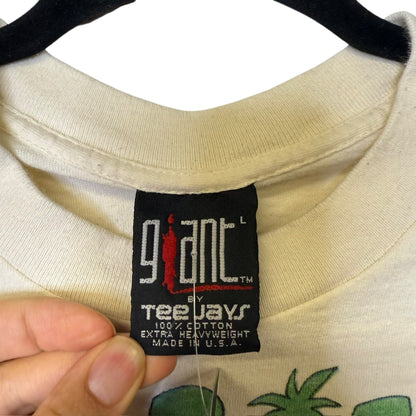 giant L
TM
BY
TEE JAYS
100% COTTON
EXTRA HEAVYWEIGHT
MADE IN U.S.A.